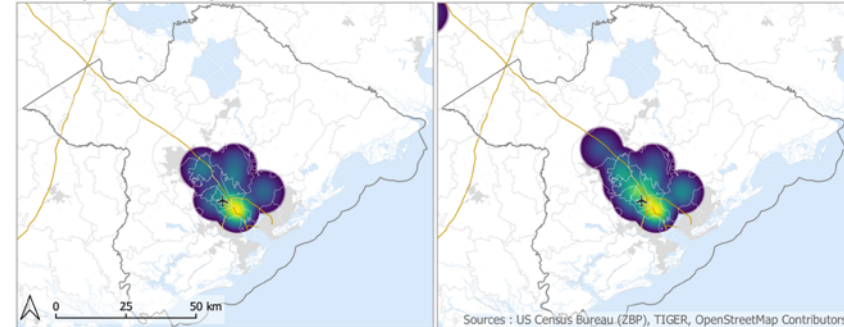 0 25 50 km
Sources : US Census Bureau (ZBP), TIGER, OpenStreetMap Contributors